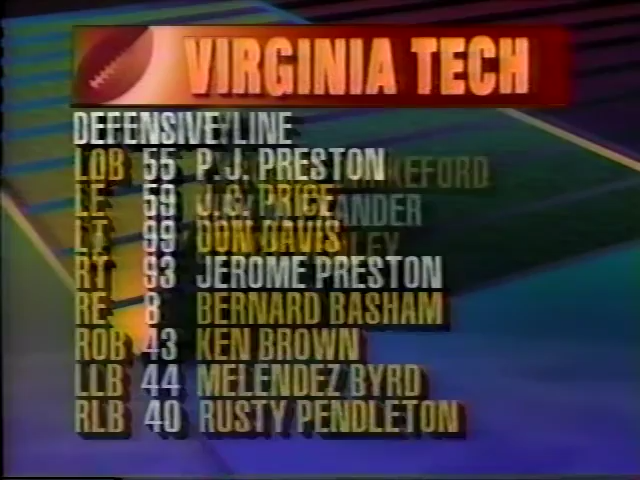 VIRGINIA TECH
DEFENSIVE LINE
LOB 55 P.J. PRESTON
LE 59 J.C. PRICE
LT 99 DON DAVIS
RT 93 JEROME PRESTON
RE 8 BERNARD BASHAM
ROB 43 KEN BROWN
LLB 44 MELENDEZ BYRD
RLB 40 RUSTY PENDLETON